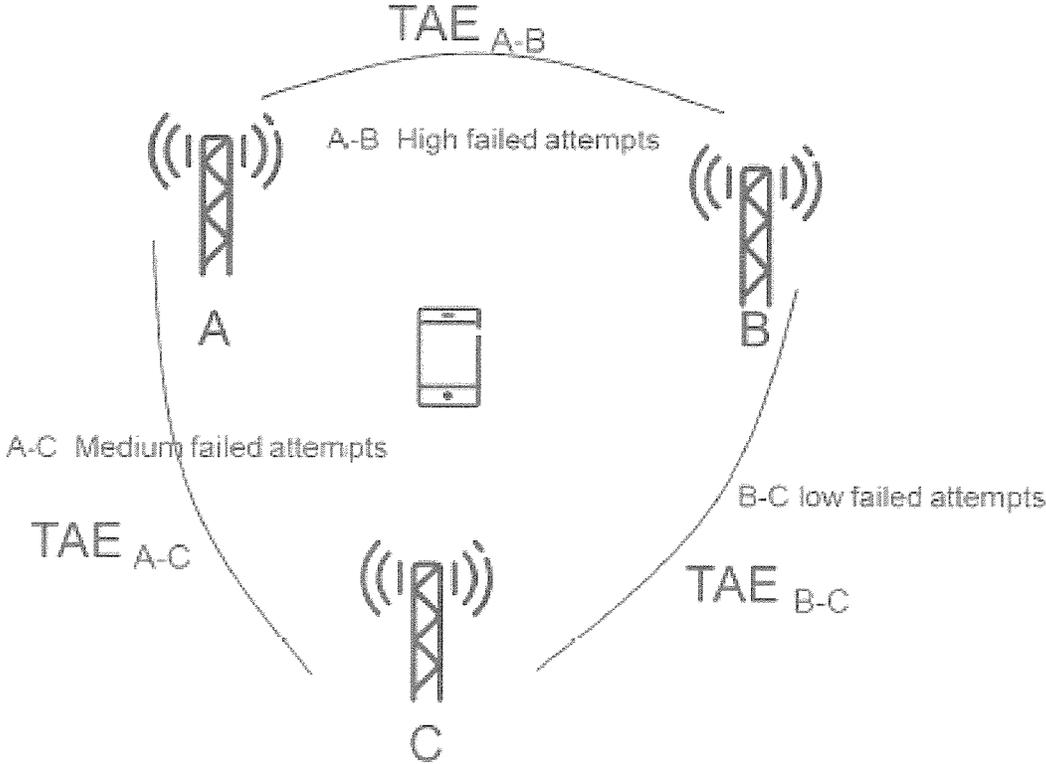 TAE A-B
A-B High failed attempts
A
B
A-C Medium failed attempts
B-C low failed attempts
TAE A-C
TAE B-C
C